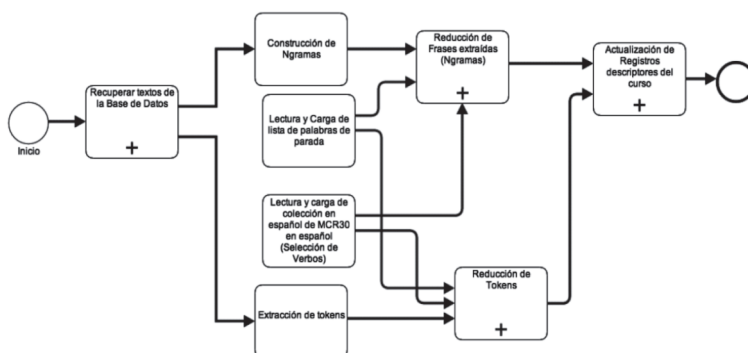 Inicio
Recuperar textos de
la Base de Datos
+
Construcción de
Ngramas
Lectura y Carga de
lista de palabras de
parada
Lectura y carga de
colección en
español de MCR30
en español
(Selección de
Verbos)
Extracción de tokens
Reducción de
Frases extraídas
(Ngramas)
+
Reducción de
Tokens
+
Actualización de
Registros
descriptores del
curso
+